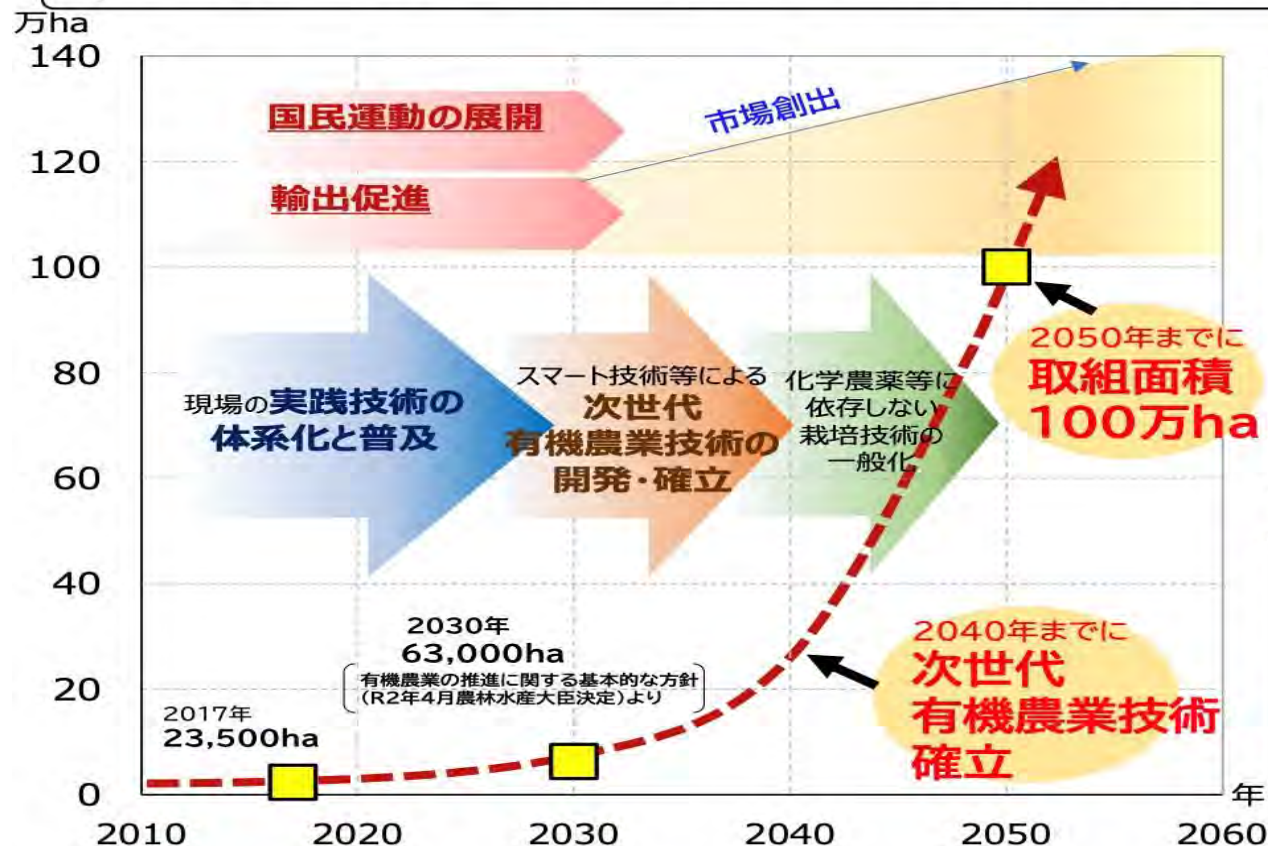 万ha
140
120
100
80
60
40
20
0
国民運動の展開
輸出促進
市場創出
現場の実践技術の
体系化と普及
スマート技術等による
次世代
有機農業技術の
開発・確立
化学農薬等に
依存しない
栽培技術の
一般化
2050年までに
取組面積
100万ha
2030年
63,000ha
有機農業の推進に関する基本的な方針
(R2年4月農林水産大臣決定)より
2017年
23,500ha
2040年までに
次世代
有機農業技術
確立
年
2010 2020 2030 2040 2050 2060